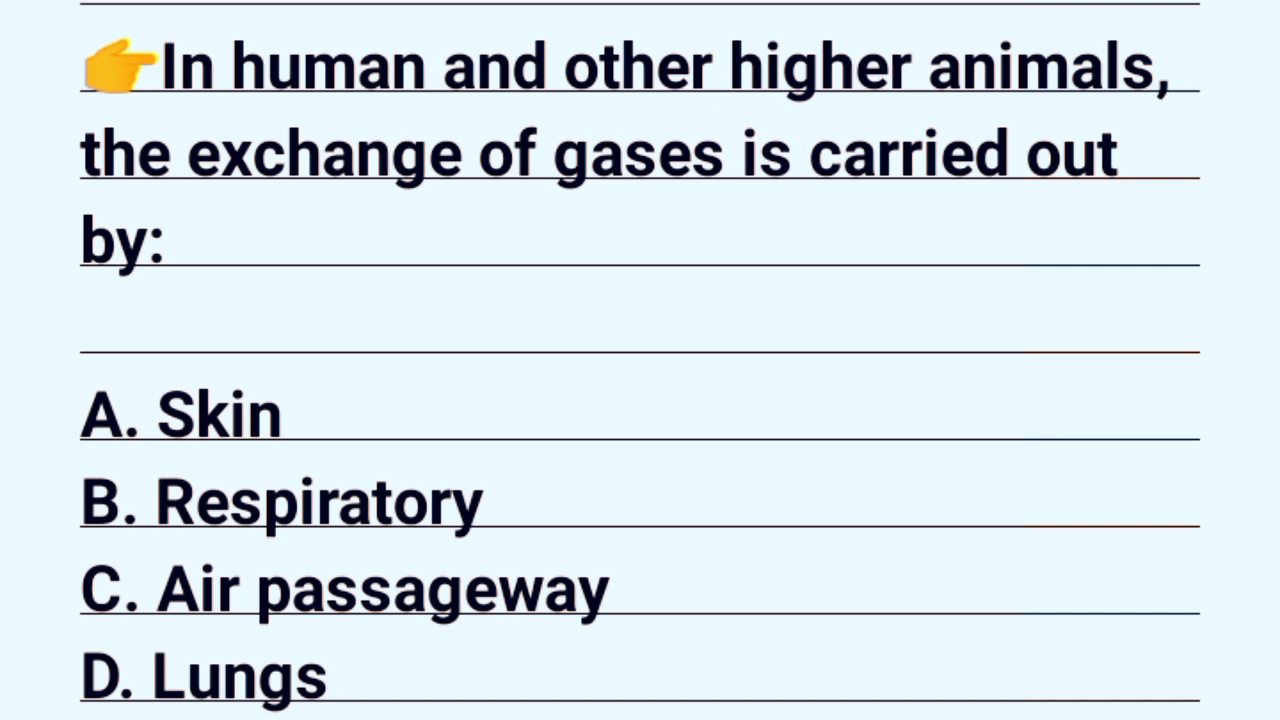 👉In human and other higher animals,
the exchange of gases is carried out
by:
A. Skin
B. Respiratory
C. Air passageway
D. Lungs